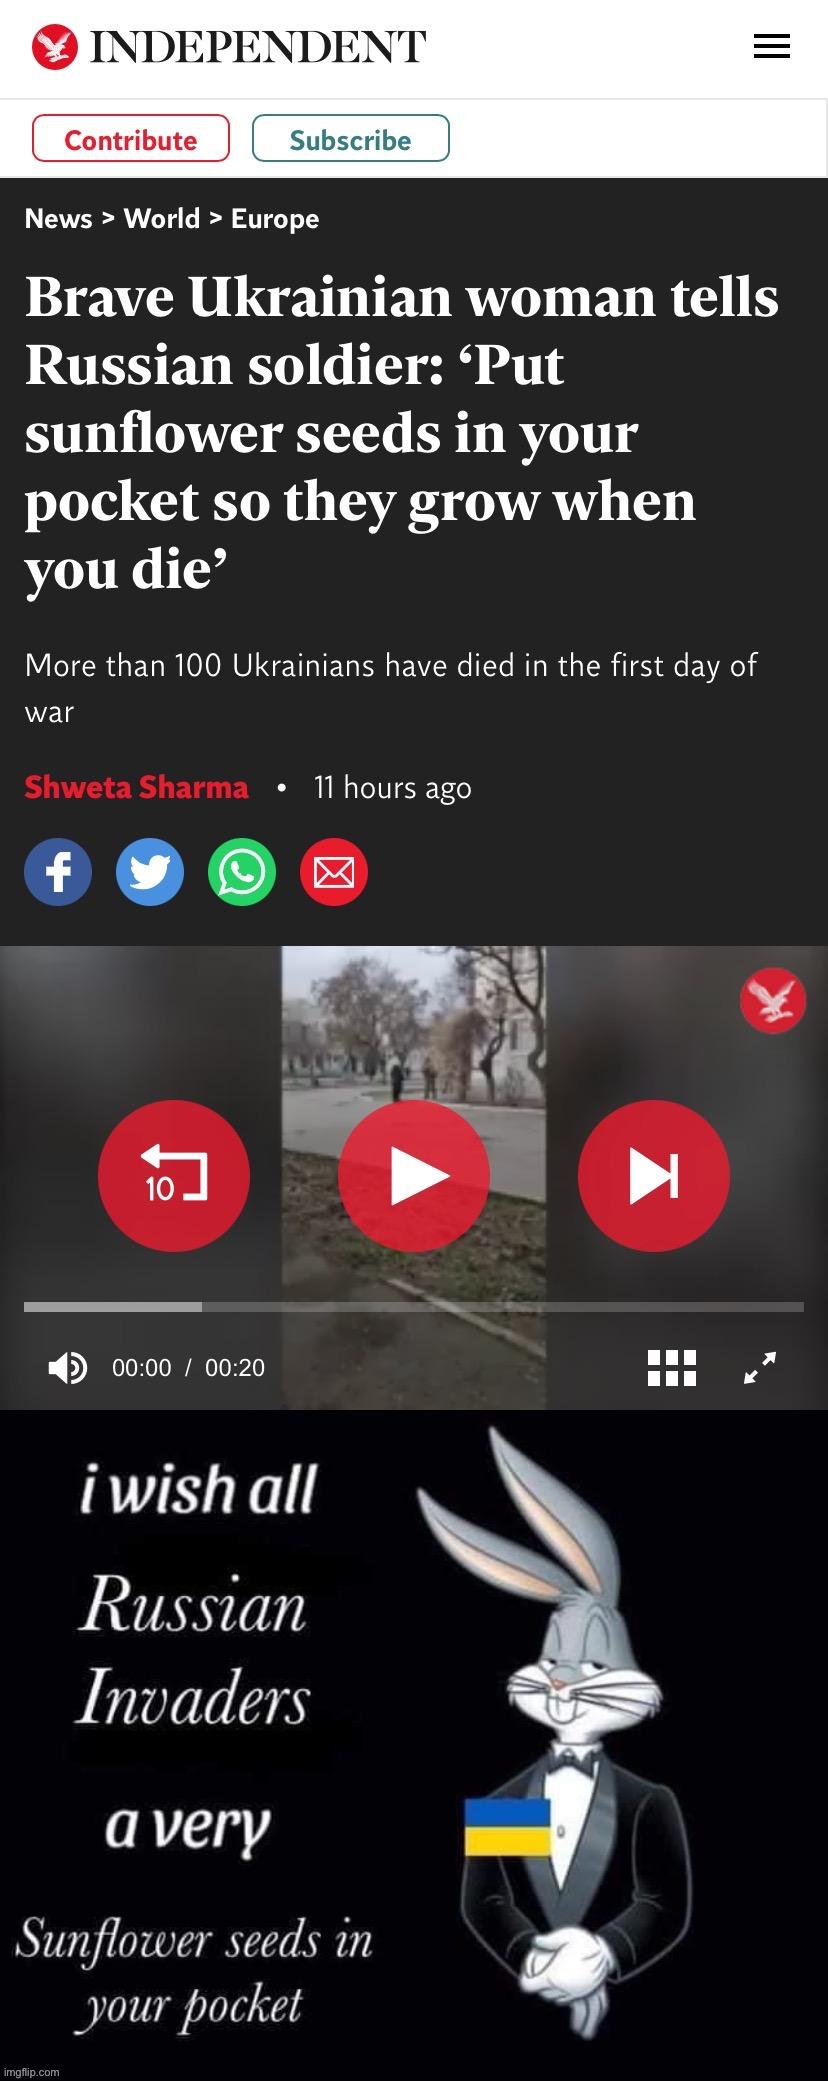 INDEPENDENT
Contribute
Subscribe
News > World > Europe
Brave Ukrainian woman tells
Russian soldier: ‘Put
sunflower seeds in your
pocket so they grow when
you die’
More than 100 Ukrainians have died in the first day of
war
Shweta Sharma • 11 hours ago
10
00:00 / 00:20
i wish all
Russian
Invaders
a very
Sunflower seeds in
your pocket
imgflip.com